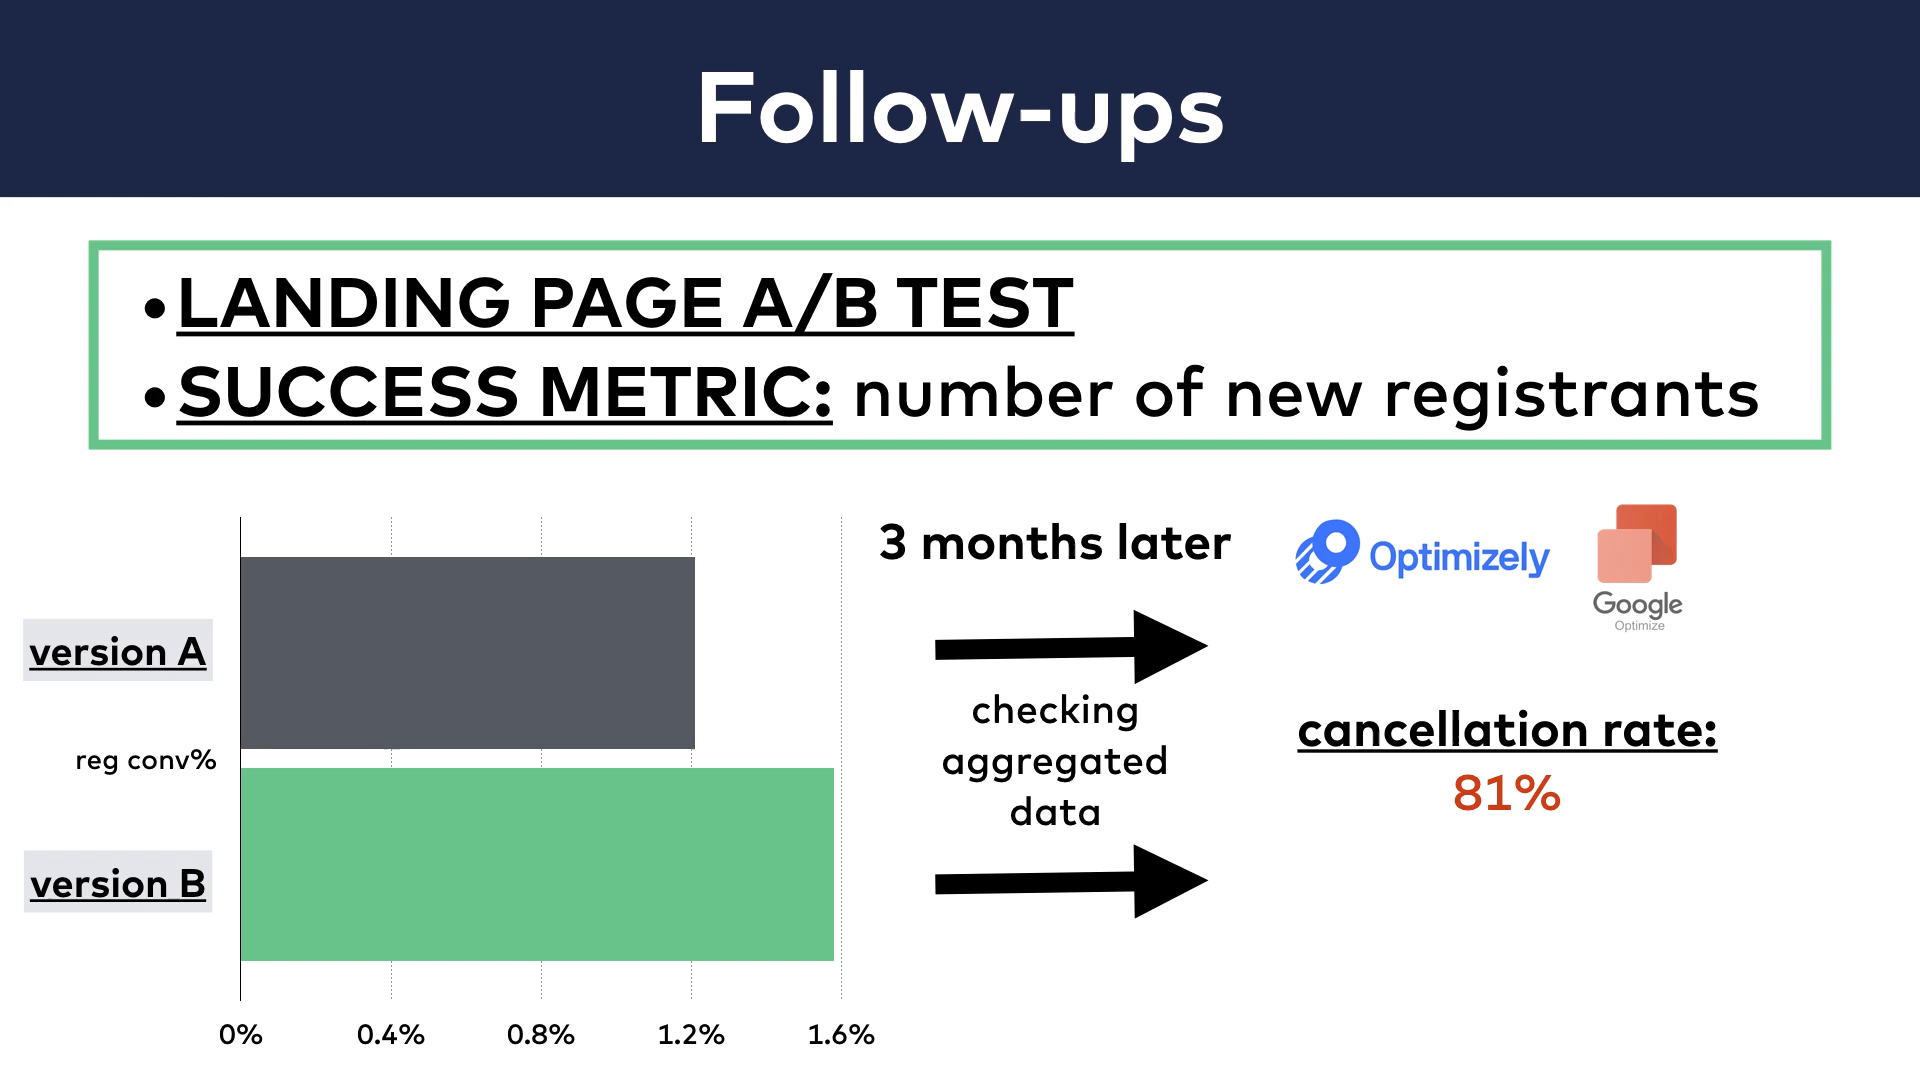 Follow-ups
• LANDING PAGE A/B TEST
• SUCCESS METRIC: number of new registrants
version A
reg conv%
version B
0% 0.4% 0.8% 1.2% 1.6%
3 months later
checking
aggregated
data
Optimizely
Google
Optimize
cancellation rate:
81%